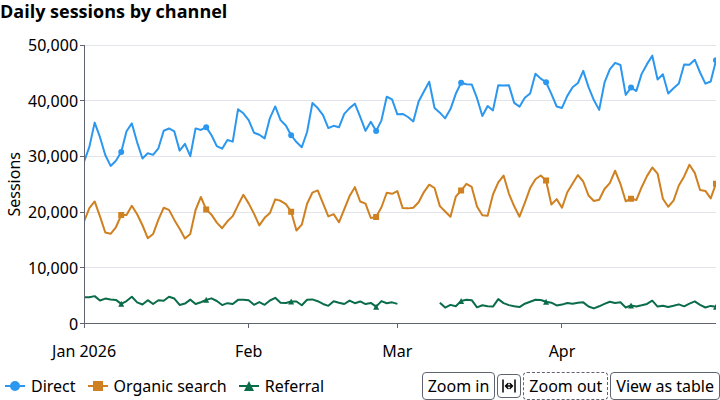 Daily sessions by channel
50,000
40,000
30,000
20,000
10,000
0
Sessions
Jan 2026 Feb Mar Apr
Direct Organic search Referral Zoom in Zoom out View as table